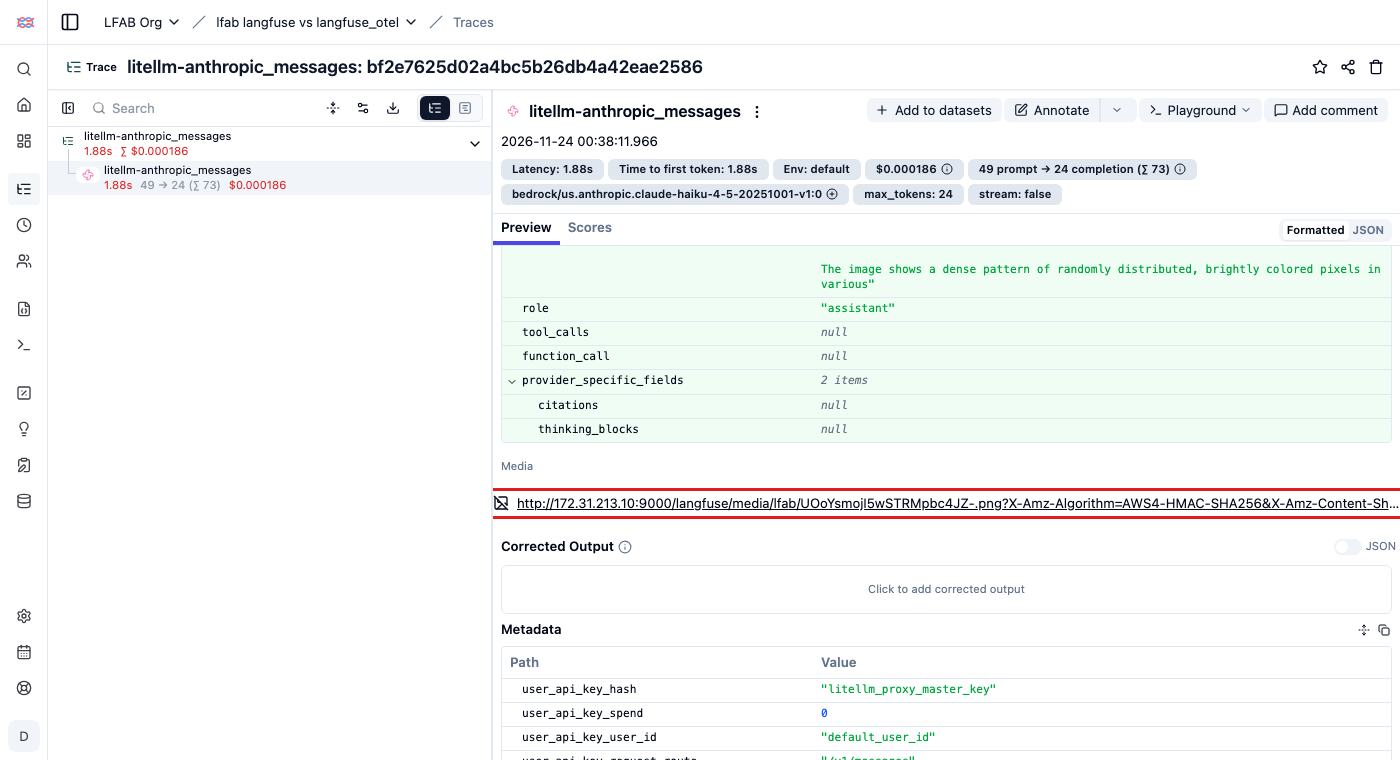 LFAB Org
lfab langfuse vs langfuse_otel
Traces
Trace
litellm-anthropic_messages: bf2e7625d02a4bc5b26db4a42eae2586
Search
litellm-anthropic_messages
1.88s ∑ $0.000186
litellm-anthropic_messages
1.88s 49 → 24 (∑ 73) $0.000186
litellm-anthropic_messages
Add to datasets
Annotate
Playground
Add comment
2026-11-24 00:38:11.966
Latency: 1.88s
Time to first token: 1.88s
Env: default
$0.000186
49 prompt → 24 completion (∑ 73)
bedrock/us.anthropic.claude-haiku-4-5-20251001-v1:0
max_tokens: 24
stream: false
Preview
Scores
Formatted
JSON
The image shows a dense pattern of randomly distributed, brightly colored pixels in
various"
role "assistant"
tool_calls null
function_call null
provider_specific_fields 2 items
citations null
thinking_blocks null
Media
http://172.31.213.10:9000/langfuse/media/lfab/UOoYsmojl5wSTRMpbc4JZ-.png?X-Amz-Algorithm=AWS4-HMAC-SHA256&X-Amz-Content-Sh...
Corrected Output
JSON
Click to add corrected output
Metadata
Path Value
user_api_key_hash "litellm_proxy_master_key"
user_api_key_spend 0
user_api_key_user_id "default_user_id"
user_api_key_request_route "/v1/messages"
D